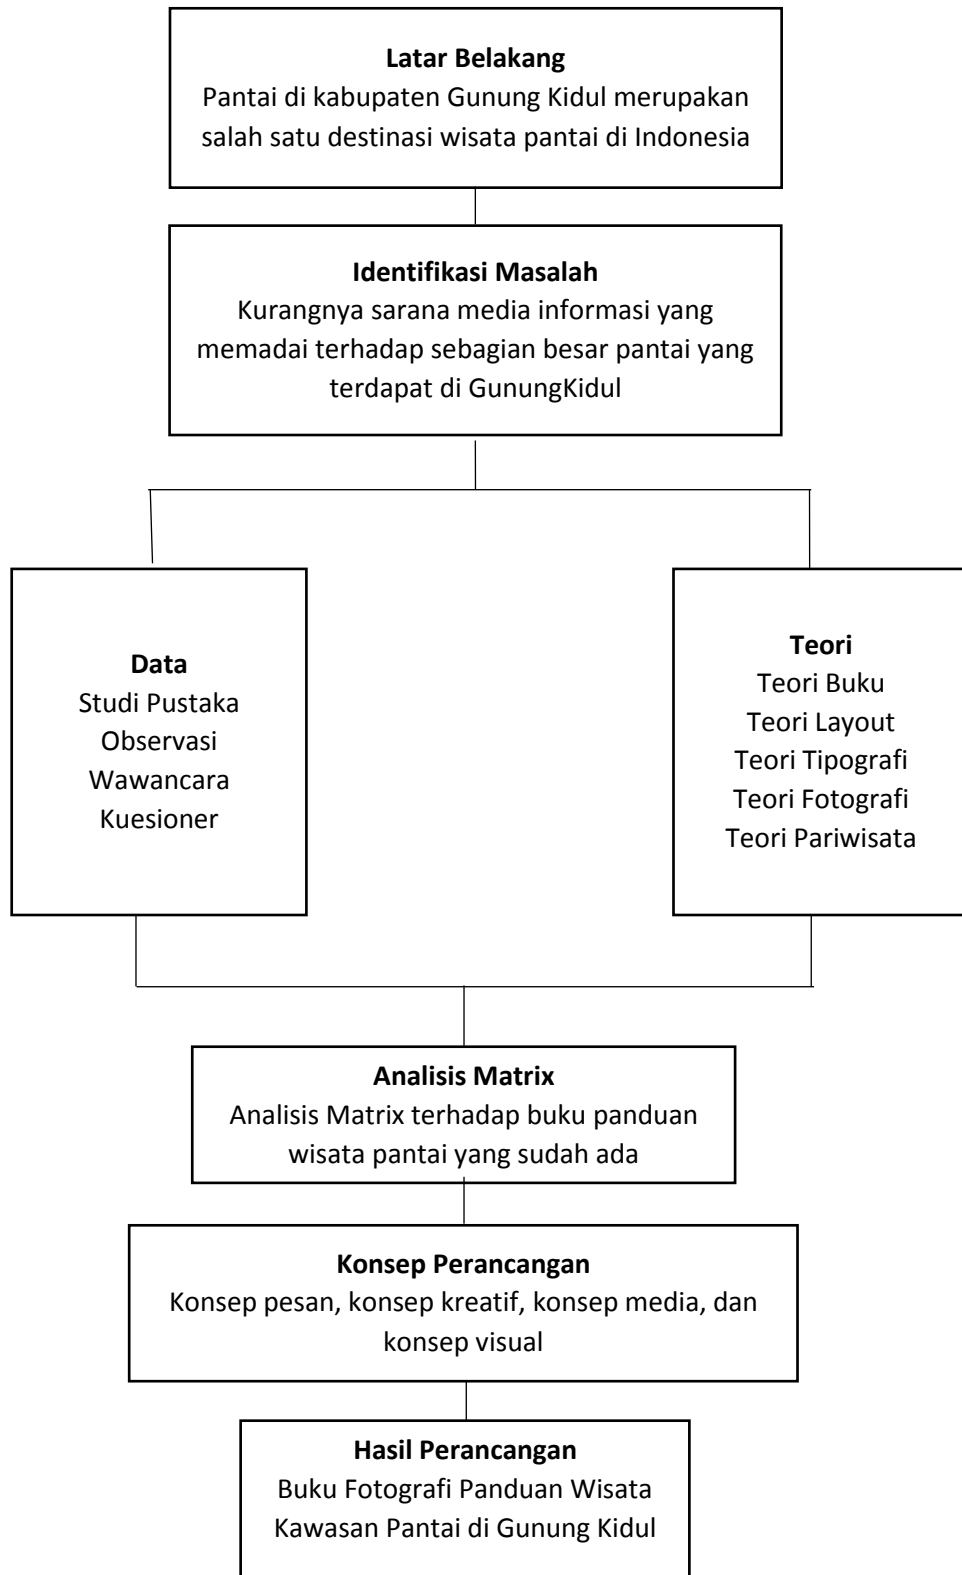 Latar Belakang
Pantai di kabupaten Gunung Kidul merupakan
salah satu destinasi wisata pantai di Indonesia
Identifikasi Masalah
Kurangnya sarana media informasi yang
memadai terhadap sebagian besar pantai yang
terdapat di GunungKidul
Data
Studi Pustaka
Observasi
Wawancara
Kuesioner
Teori
Teori Buku
Teori Layout
Teori Tipografi
Teori Fotografi
Teori Pariwisata
Analisis Matrix
Analisis Matrix terhadap buku panduan
wisata pantai yang sudah ada
Konsep Perancangan
Konsep pesan, konsep kreatif, konsep media, dan
konsep visual
Hasil Perancangan
Buku Fotografi Panduan Wisata
Kawasan Pantai di Gunung Kidul